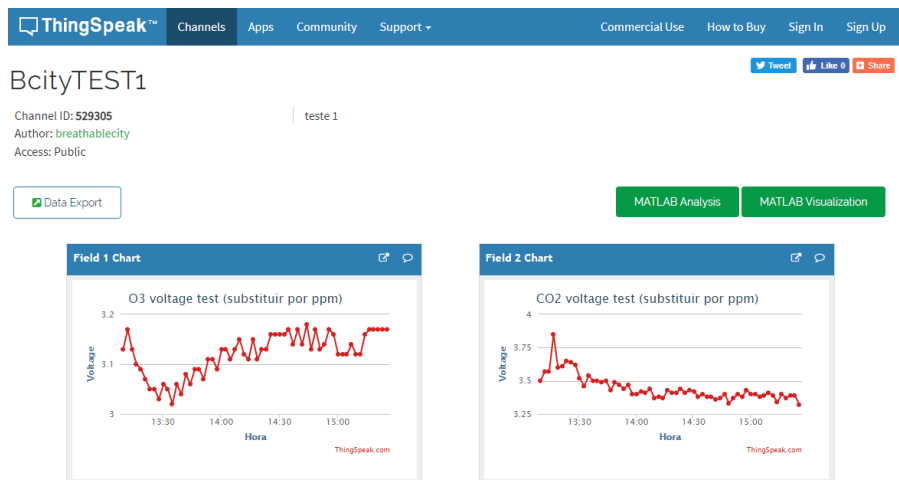 ThingSpeak™ Channels Apps Community Support Commercial Use How to Buy Sign In Sign Up
Tweet Like 0 Share
BcityTEST1
Channel ID: 529305
teste 1
Author: breathablecity
Access: Public
Data Export
MATLAB Analysis
MATLAB Visualization
Field 1 Chart
O3 voltage test (substituir por ppm)
Voltage
3.2
3.1
3
13:30 14:00 14:30 15:00
Hora
ThingSpeak.com
Field 2 Chart
CO2 voltage test (substituir por ppm)
Voltage
4
3.75
3.5
3.25
13:30 14:00 14:30 15:00
Hora
ThingSpeak.com